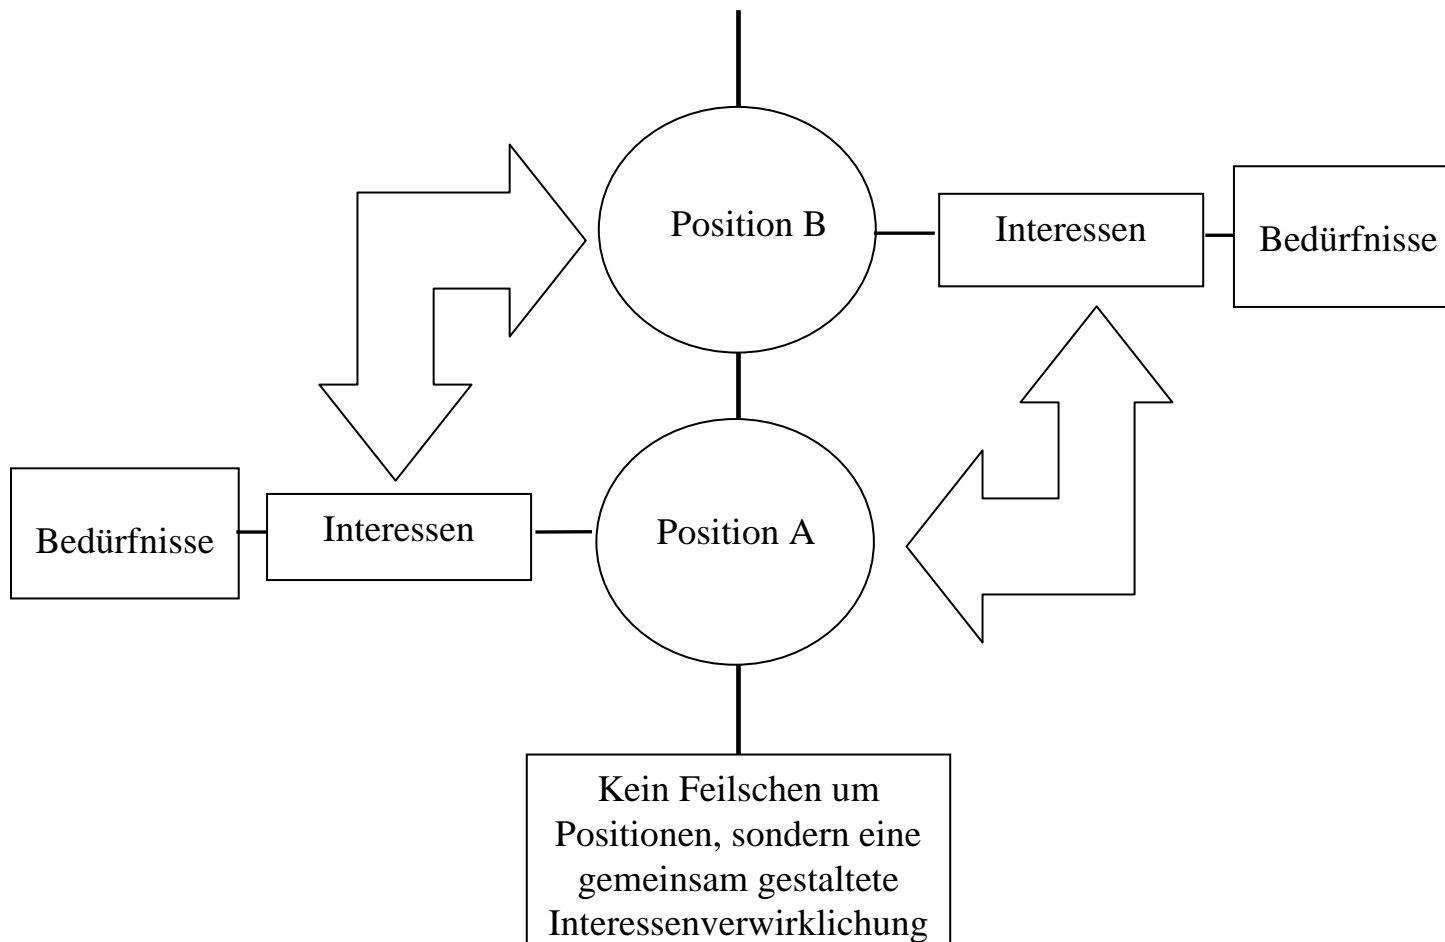 Position B
Interessen
Bedürfnisse
Bedürfnisse
Interessen
Position A
Kein Feilschen um
Positionen, sondern eine
gemeinsam gestaltete
Interessenverwirklichung